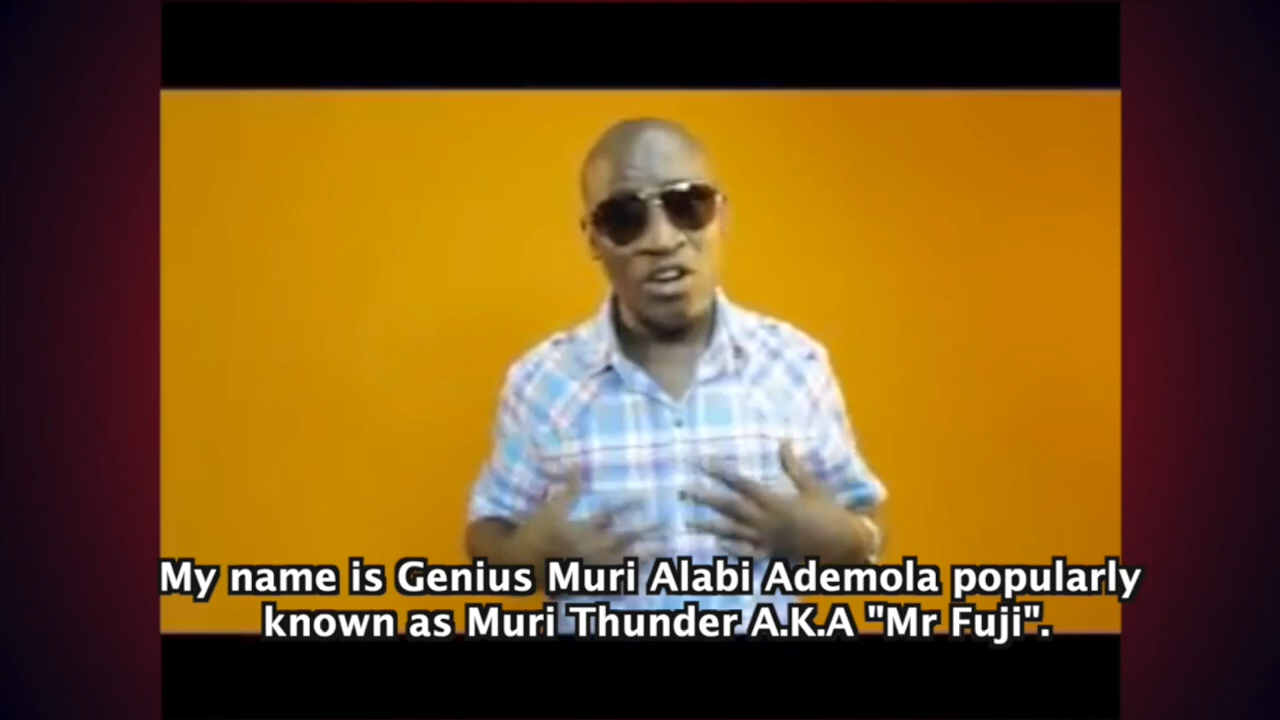 My name is Genius Muri Alabi Ademola popularly
known as Muri Thunder A.K.A "Mr Fuji".